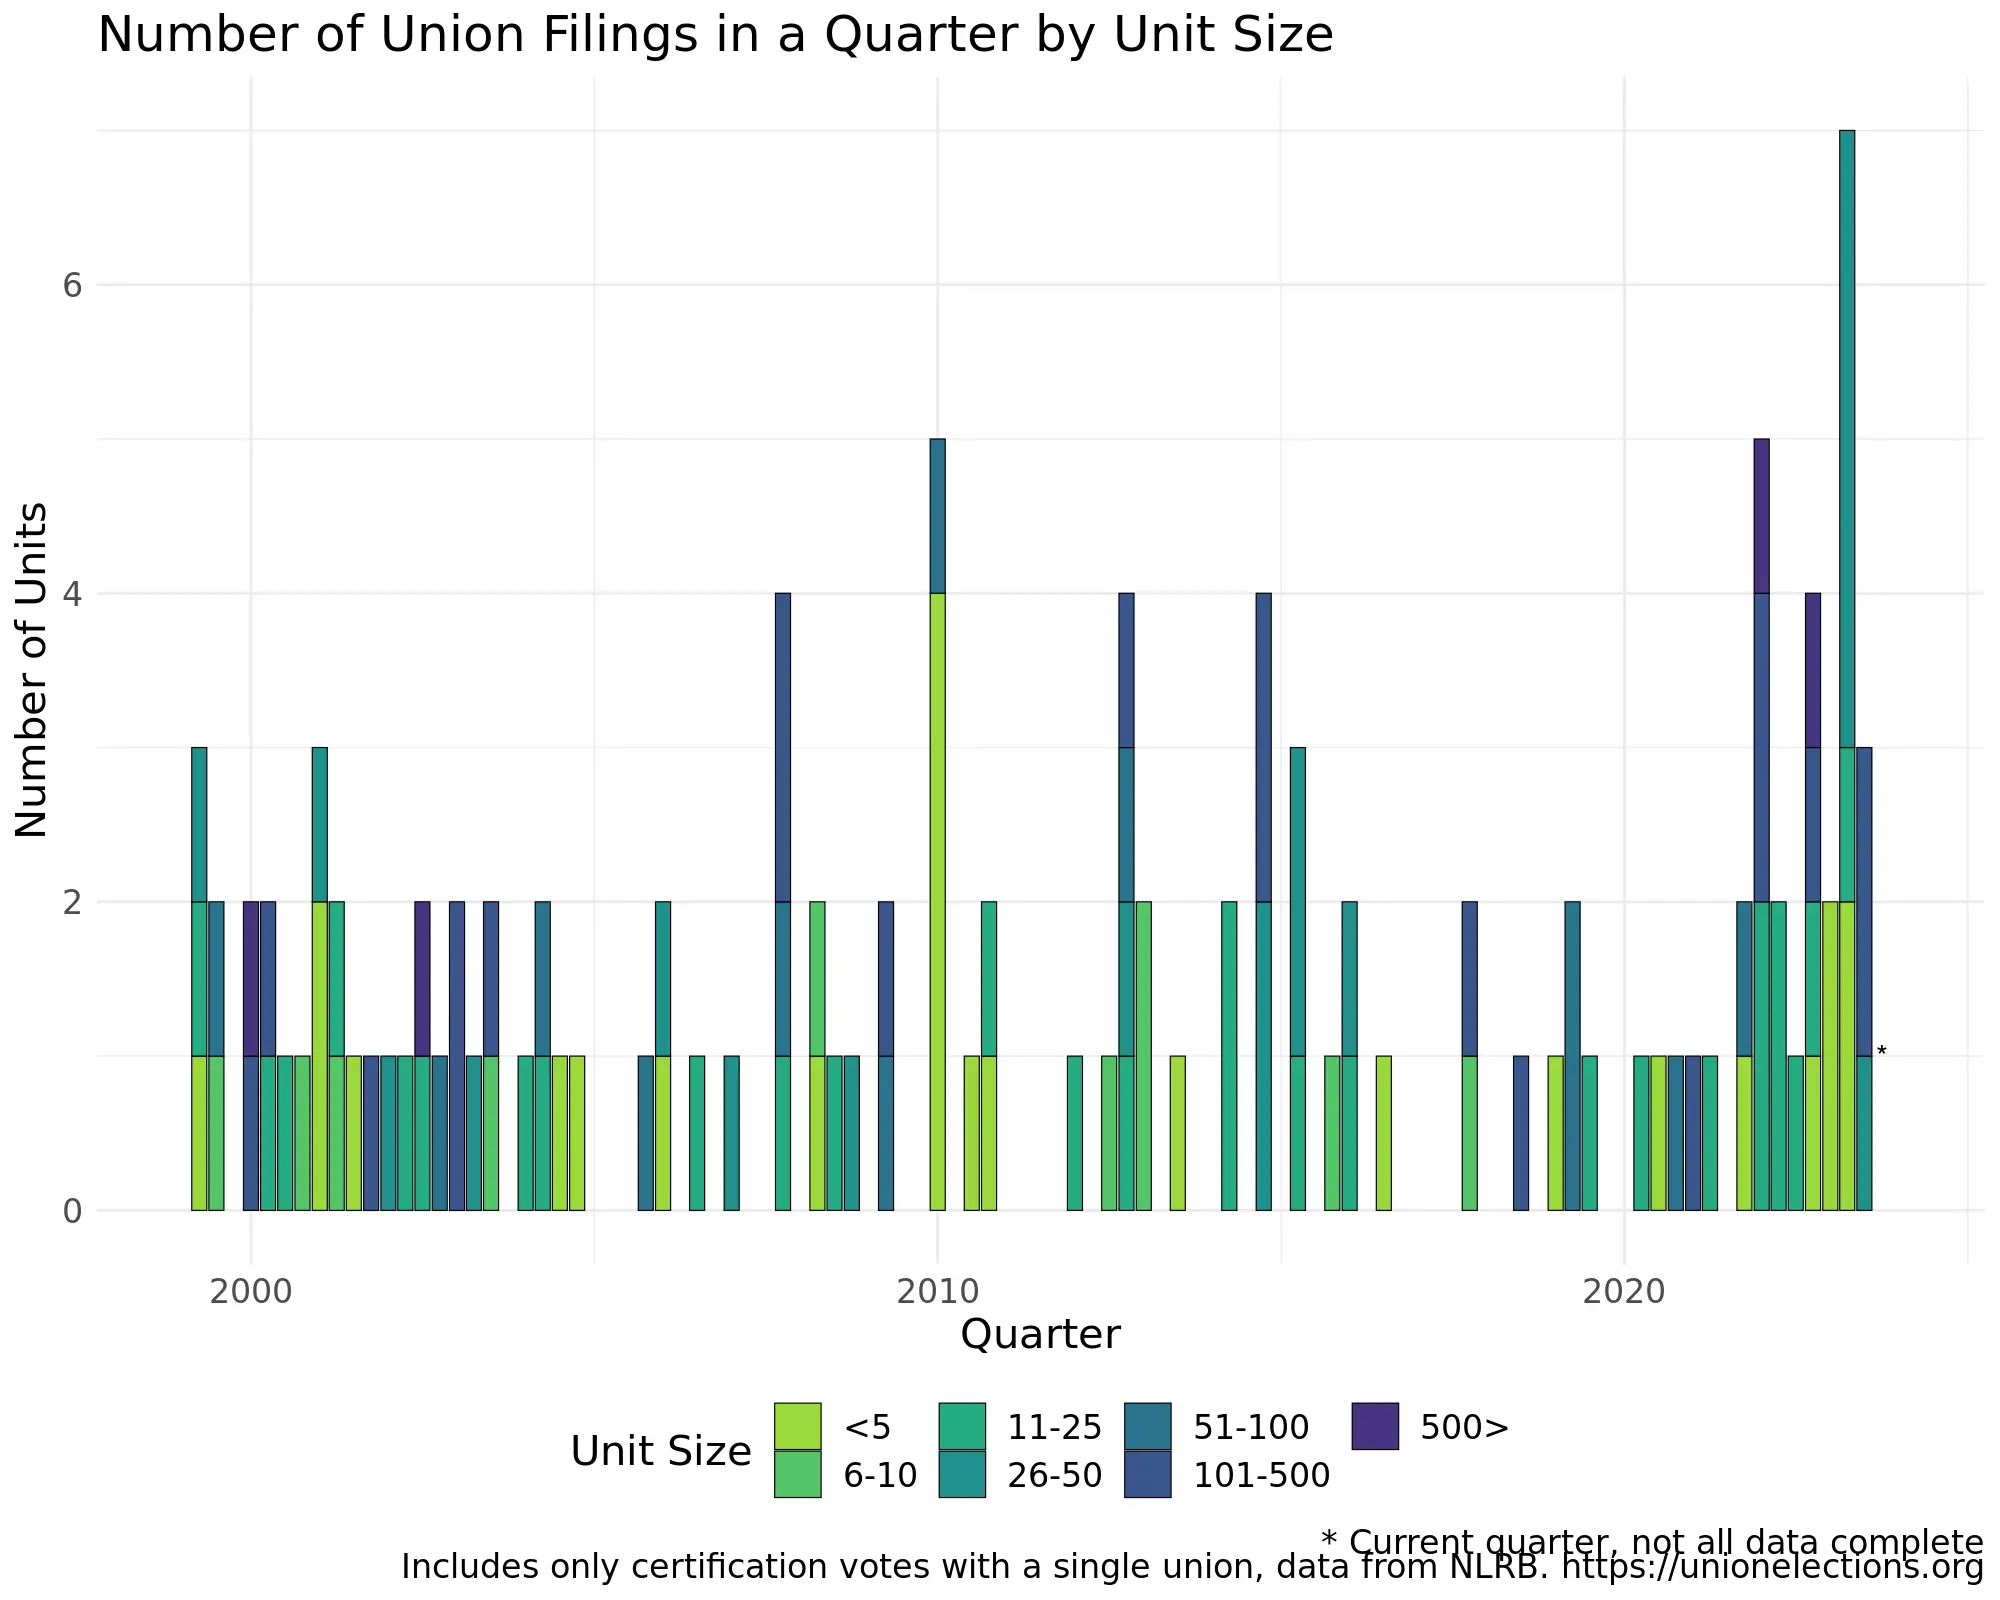 Number of Union Filings in a Quarter by Unit Size
Number of Units
6
4
2
0
*
2000 2010 2020
Quarter
Unit Size
<5 11-25 51-100 500>
6-10 26-50 101-500
* Current quarter, not all data complete
Includes only certification votes with a single union, data from NLRB. https://unionelections.org